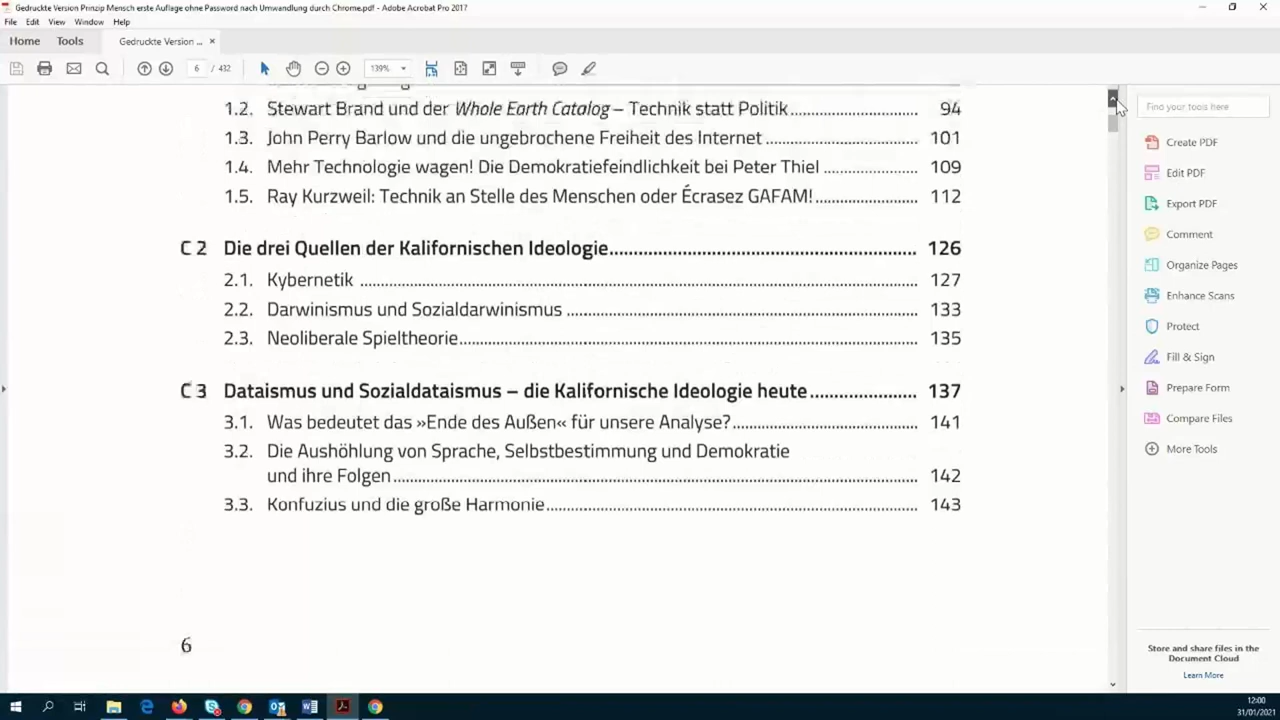 Gedruckte Version Prinzip Mensch erste Auflage ohne Password nach Umwandlung durch Chrome.pdf - Adobe Acrobat Pro 2017
File Edit View Window Help
Home Tools Gedruckte Version ... ×
6 / 432 139%
1.2. Stewart Brand und der Whole Earth Catalog – Technik statt Politik 94
1.3. John Perry Barlow und die ungebrochene Freiheit des Internet 101
1.4. Mehr Technologie wagen! Die Demokratiefeindlichkeit bei Peter Thiel 109
1.5. Ray Kurzweil: Technik an Stelle des Menschen oder Écrasez GAFAM! 112
C 2 Die drei Quellen der Kalifornischen Ideologie 126
2.1. Kybernetik 127
2.2. Darwinismus und Sozialdarwinismus 133
2.3. Neoliberale Spieltheorie 135
C 3 Dataismus und Sozialdataismus – die Kalifornische Ideologie heute 137
3.1. Was bedeutet das »Ende des Außen« für unsere Analyse? 141
3.2. Die Aushöhlung von Sprache, Selbstbestimmung und Demokratie
und ihre Folgen 142
3.3. Konfuzius und die große Harmonie 143
6
Find your tools here
Create PDF
Edit PDF
Export PDF
Comment
Organize Pages
Enhance Scans
Protect
Fill & Sign
Prepare Form
Compare Files
More Tools
Store and share files in the
Document Cloud
Learn More
12:00
31/01/2021